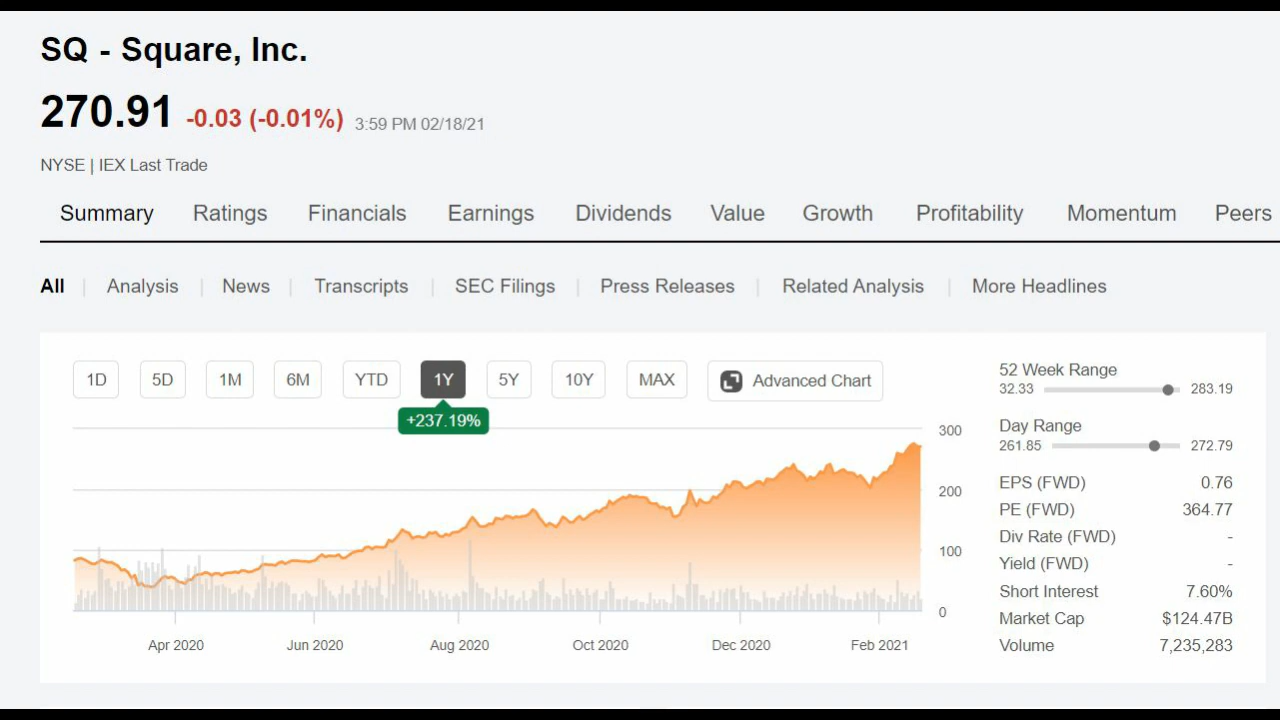 SQ - Square, Inc.
270.91 -0.03 (-0.01%) 3:59 PM 02/18/21
NYSE | IEX Last Trade
Summary Ratings Financials Earnings Dividends Value Growth Profitability Momentum Peers
All | Analysis | News | Transcripts | SEC Filings | Press Releases | Related Analysis | More Headlines
1D 5D 1M 6M YTD 1Y 5Y 10Y MAX Advanced Chart
+237.19%
300
200
100
0
Apr 2020 Jun 2020 Aug 2020 Oct 2020 Dec 2020 Feb 2021
52 Week Range
32.33 283.19
Day Range
261.85 272.79
EPS (FWD) 0.76
PE (FWD) 364.77
Div Rate (FWD) -
Yield (FWD) -
Short Interest 7.60%
Market Cap $124.47B
Volume 7,235,283